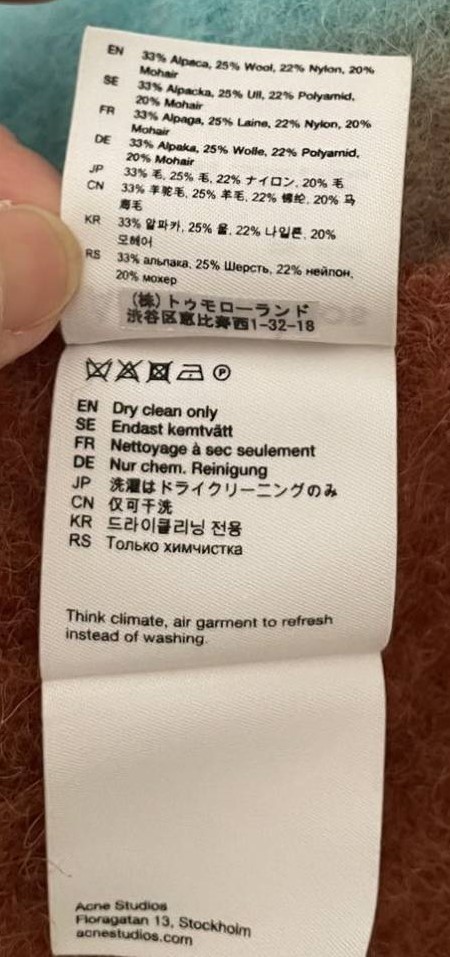 EN 33% Alpaca, 25% Wool, 22% Nylon, 20%
Mohair
SE 33% Alpacka, 25% Ull, 22% Polyamid,
20% Mohair
FR 33% Alpaga, 25% Laine, 22% Nylon, 20%
Mohair
DE 33% Alpaka, 25% Wolle, 22% Polyamid,
20% Mohair
JP 33% 毛, 25% 毛, 22% ナイロン, 20% 毛
CN 33% 羊驼毛, 25% 羊毛, 22% 锦纶, 20% 马
海毛
KR 33% 알파카, 25% 울, 22% 나일론, 20%
모헤어
RS 33% альпака, 25% Шерсть, 22% нейлон,
20% мохер
(株)トゥモローランド
渋谷区恵比寿西1-32-18
P
EN Dry clean only
SE Endast kemtvätt
FR Nettoyage à sec seulement
DE Nur chem. Reinigung
JP 洗濯はドライクリーニングのみ
CN 仅可干洗
KR 드라이클리닝 전용
RS Только химчистка
Think climate, air garment to refresh
instead of washing.
Acne Studios
Floragatan 13, Stockholm
acnestudios.com